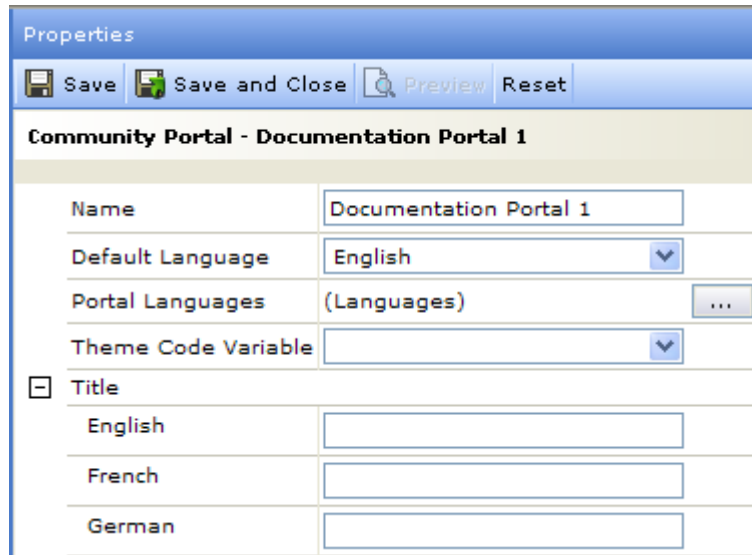 Properties
Save Save and Close Preview Reset
Community Portal - Documentation Portal 1
Name Documentation Portal 1
Default Language English
Portal Languages (Languages) ...
Theme Code Variable
Title
English
French
German